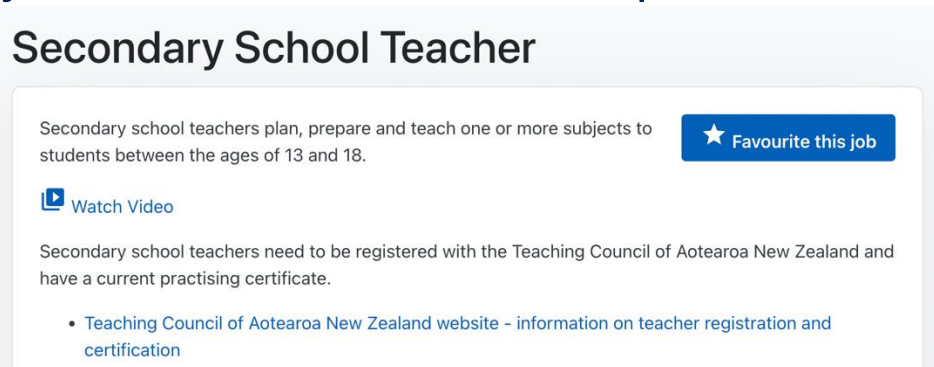 Secondary School Teacher
Secondary school teachers plan, prepare and teach one or more subjects to
students between the ages of 13 and 18.
Favourite this job
Watch Video
Secondary school teachers need to be registered with the Teaching Council of Aotearoa New Zealand and
have a current practising certificate.
• Teaching Council of Aotearoa New Zealand website - information on teacher registration and
certification